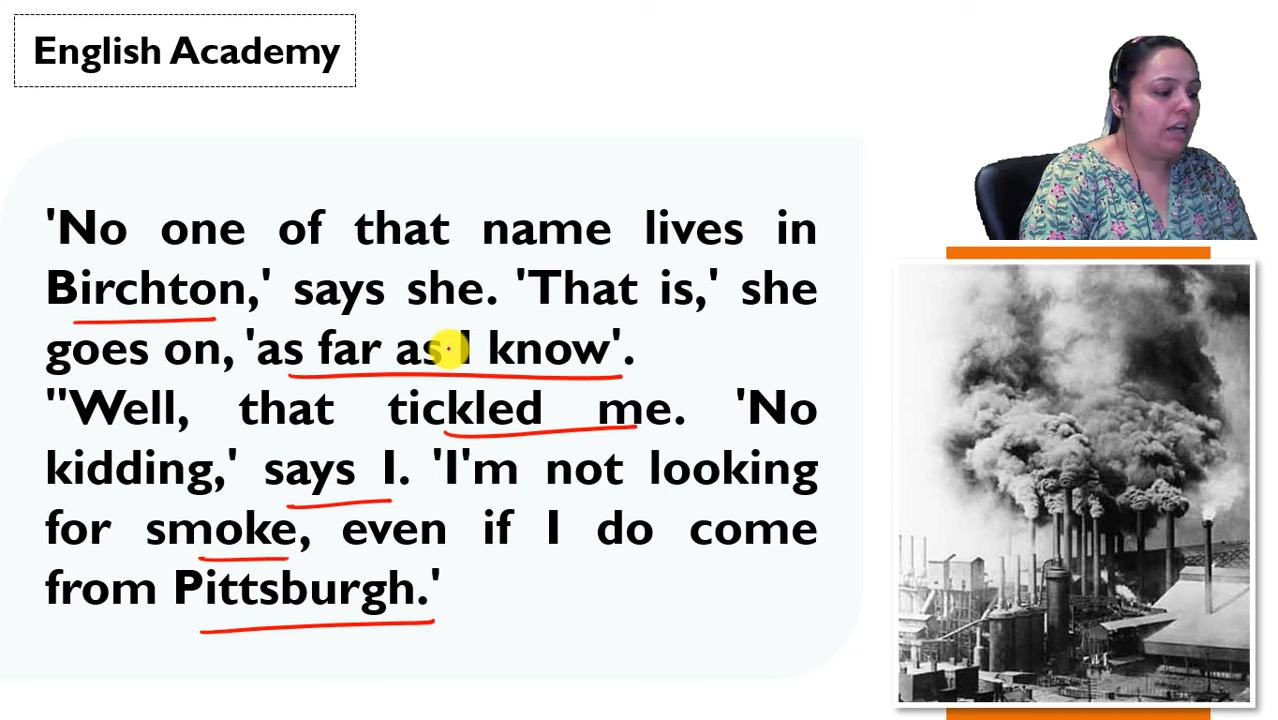 English Academy
'No one of that name lives in
Birchton,' says she. 'That is,' she
goes on, 'as far as I know'.
"Well, that tickled me. 'No
kidding,' says I. 'I'm not looking
for smoke, even if I do come
from Pittsburgh.'